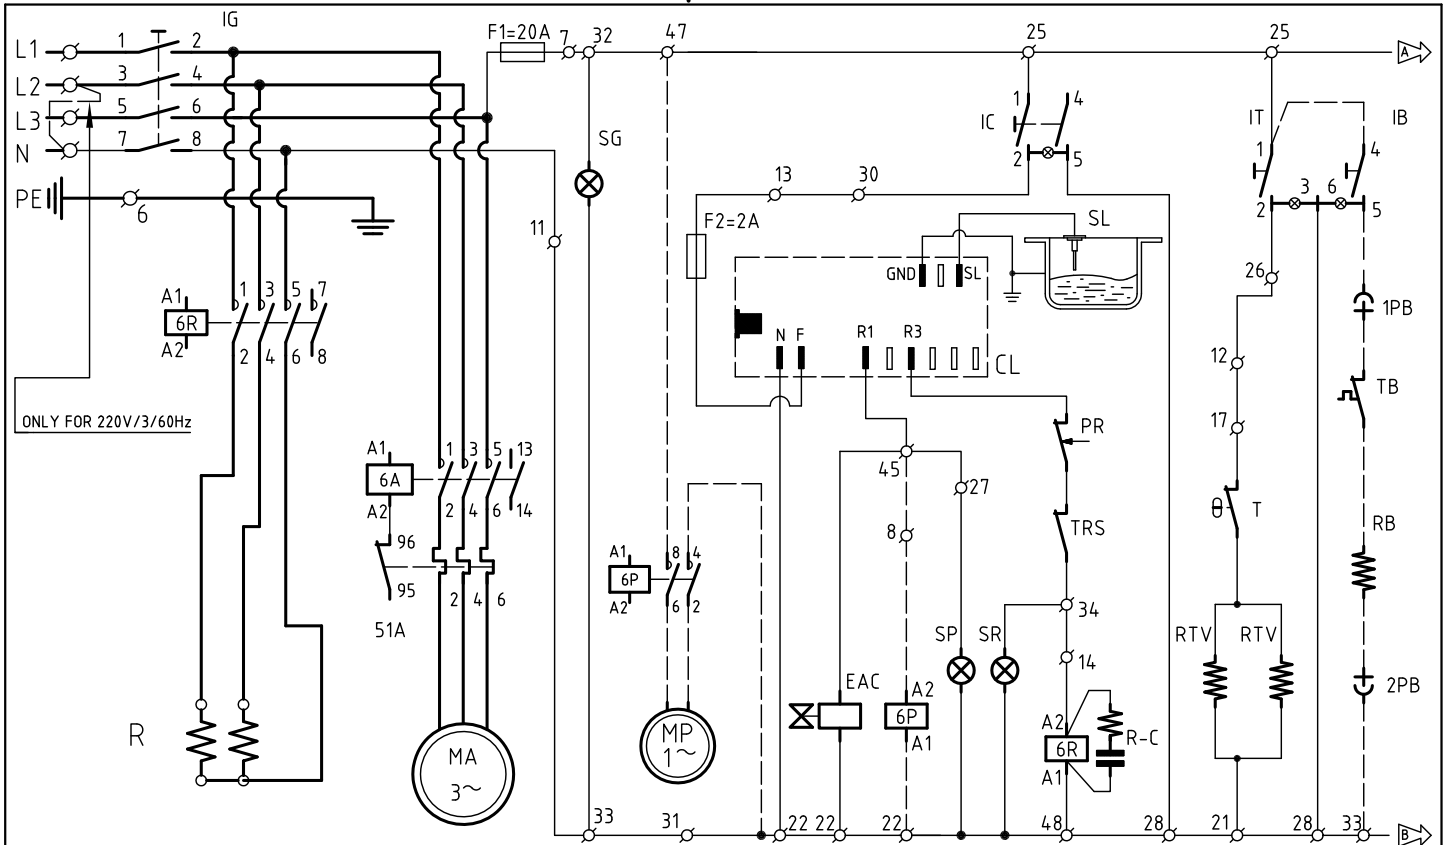 IG
F1=20A 7 32 47 25 25
L1 1 2 A
L2 3 4
L3 5 6
N 7 8
PE 6
SG
IC 1 4
2 5
IT IB
1 4
2 3 6 5
13 30
11
F2=2A
SL
GND SL
26
A1 1 3 5 7
6R
A2 2 4 6 8
N F R1 R3
CL
1PB
12
TB
ONLY FOR 220V/3/60Hz
17
PR
A1 1 3 5 13
6A
A2 2 4 6 14
45
27
T
TRS
RB
8
96
95
2 4 6
51A
A1 8 4
6P
A2 6 2
34
SP SR
RTV RTV
14
EAC
A2
6P
A1
2PB
R
MA
3~
MP
1~
A2
6R
A1
R-C
33 31 22 22 22 48 28 21 28 33 B